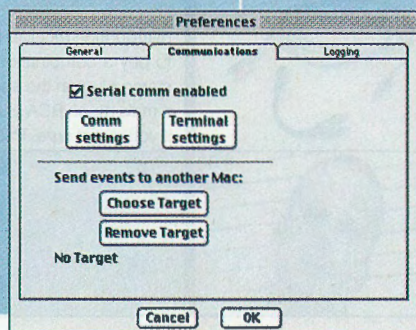 Preferences
General Communications Logging
Serial comm enabled
Comm settings
Terminal settings
Send events to another Mac:
Choose Target
Remove Target
No Target
Cancel OK